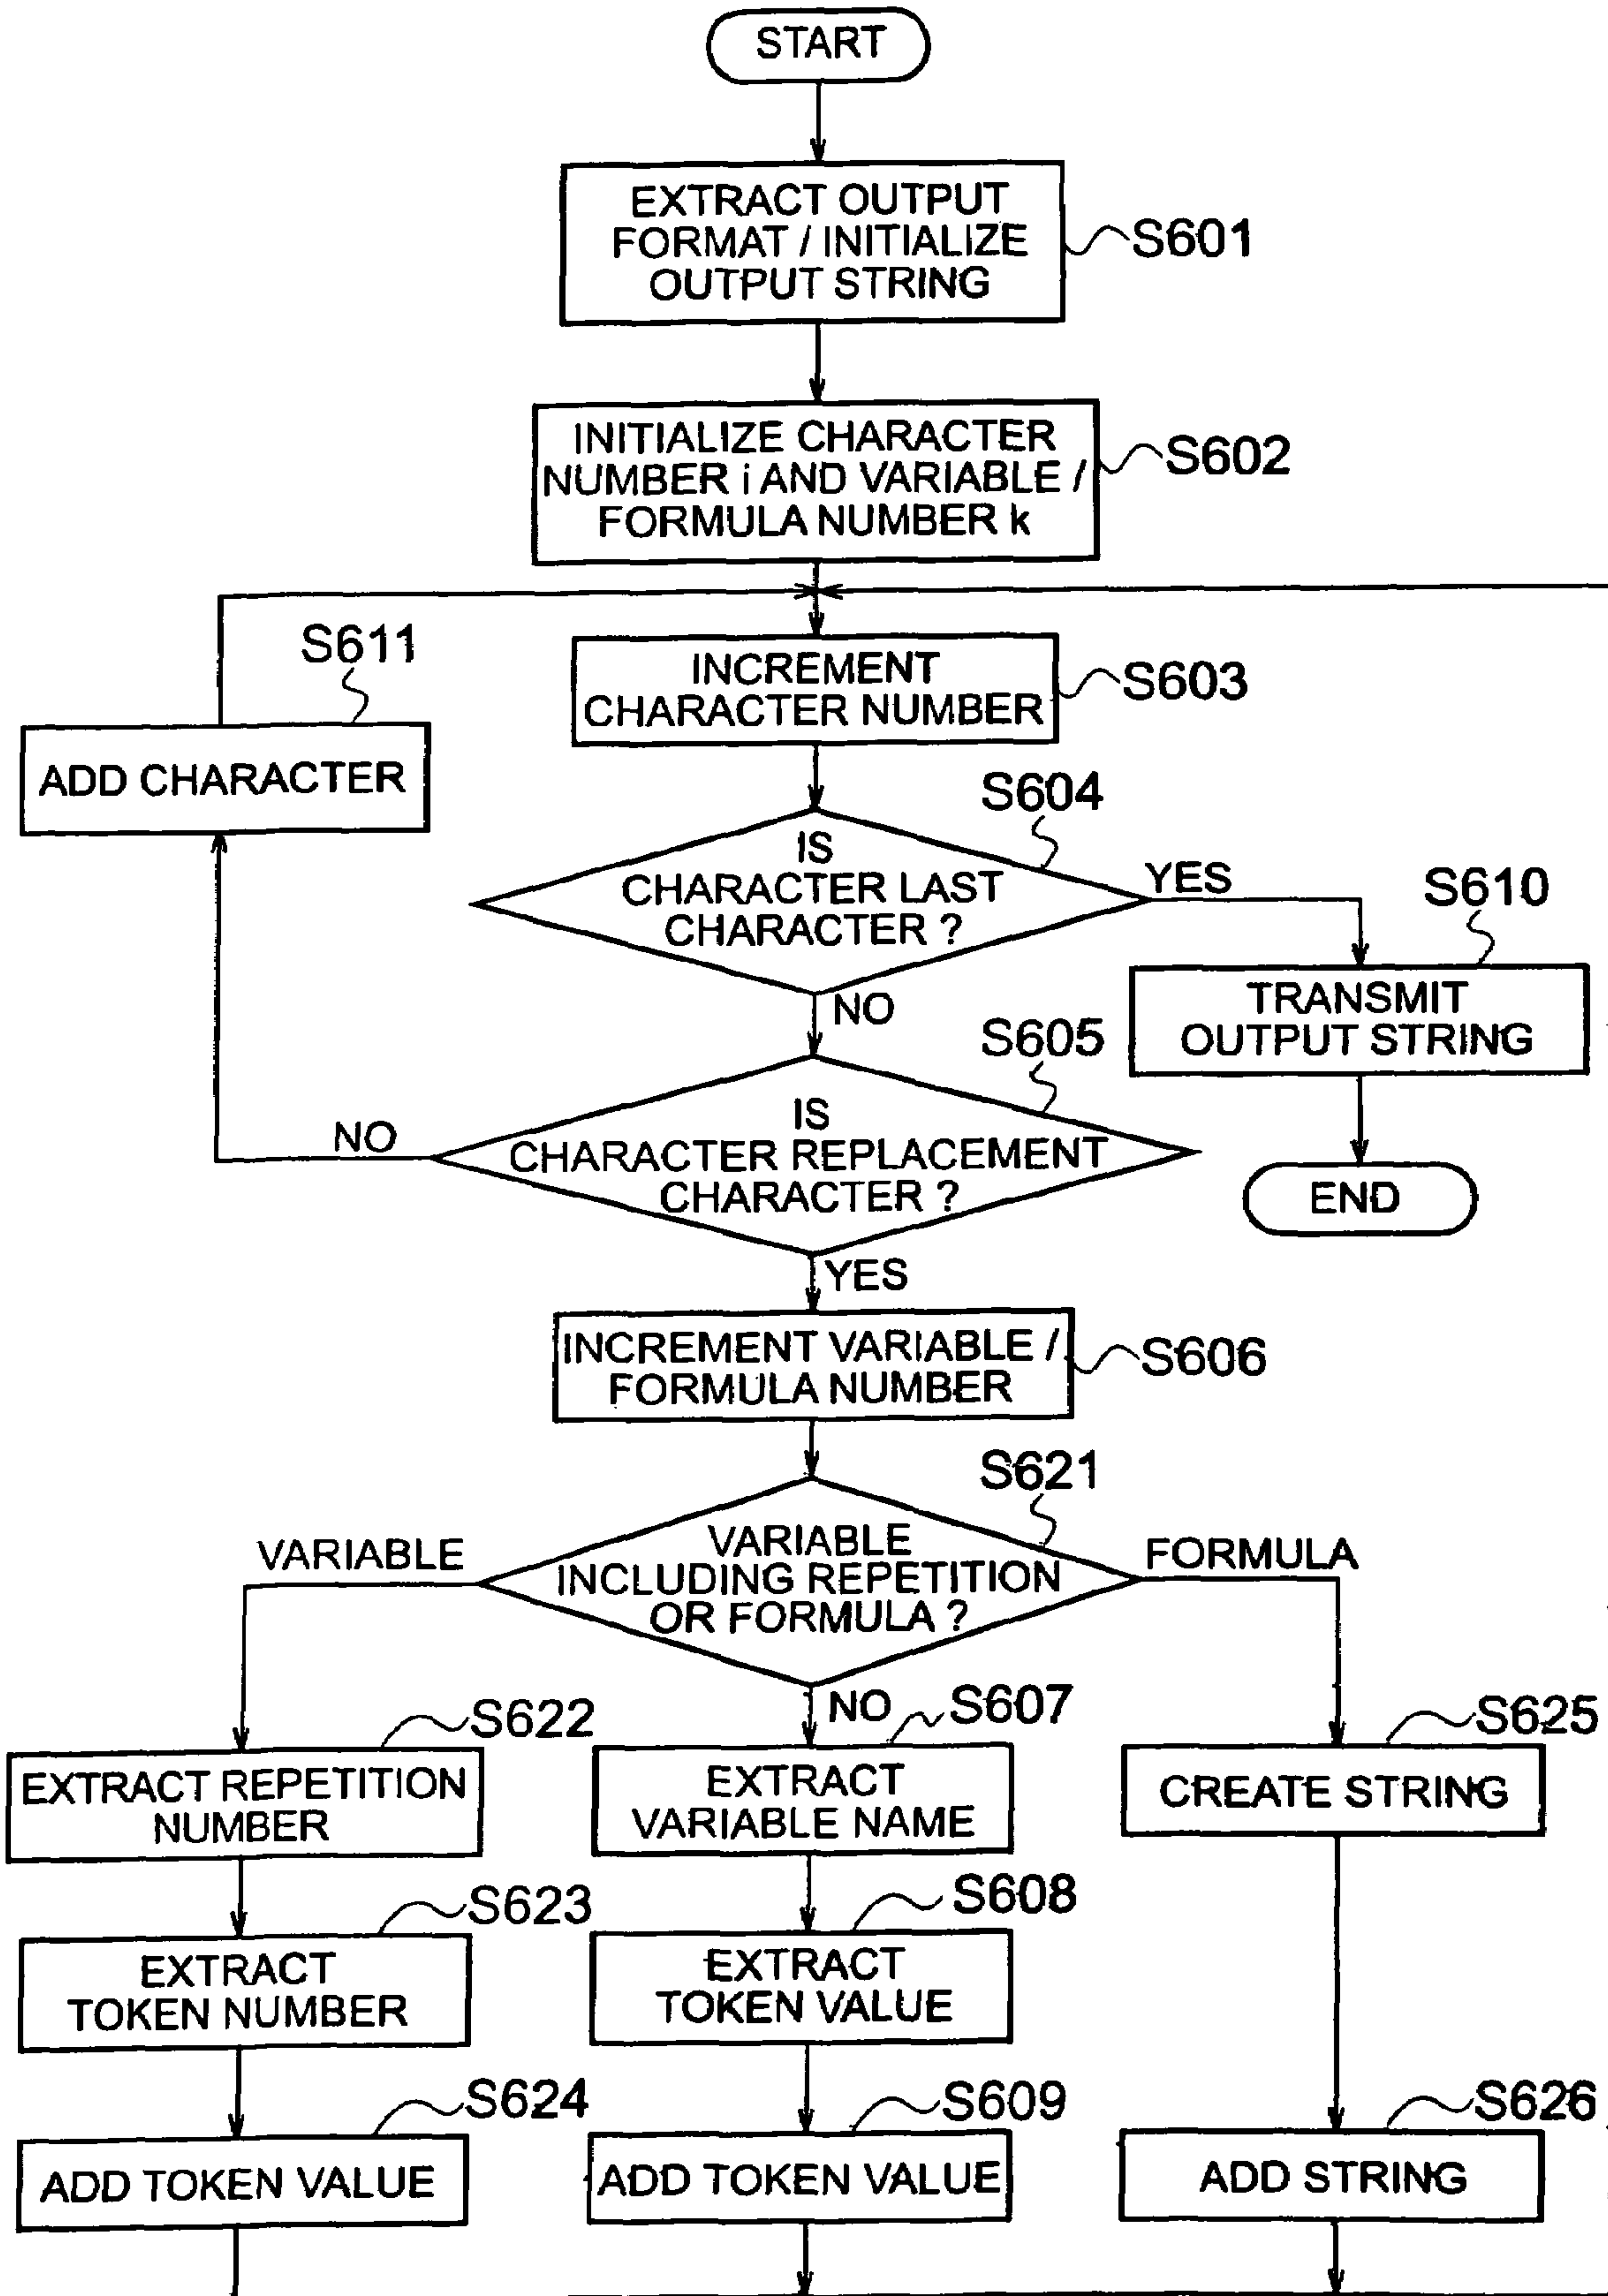 START
EXTRACT OUTPUT
FORMAT / INITIALIZE
OUTPUT STRING
S601
INITIALIZE CHARACTER
NUMBER i AND VARIABLE /
FORMULA NUMBER k
S602
S611
ADD CHARACTER
INCREMENT
CHARACTER NUMBER
S603
S604
IS
CHARACTER LAST
CHARACTER ?
YES
S610
TRANSMIT
OUTPUT STRING
END
NO
S605
IS
CHARACTER REPLACEMENT
CHARACTER ?
NO
YES
INCREMENT VARIABLE /
FORMULA NUMBER
S606
S621
VARIABLE
INCLUDING REPETITION
OR FORMULA ?
VARIABLE
FORMULA
NO
S622
EXTRACT REPETITION
NUMBER
S607
EXTRACT
VARIABLE NAME
S625
CREATE STRING
S623
EXTRACT
TOKEN NUMBER
S608
EXTRACT
TOKEN VALUE
S624
ADD TOKEN VALUE
S609
ADD TOKEN VALUE
S626
ADD STRING